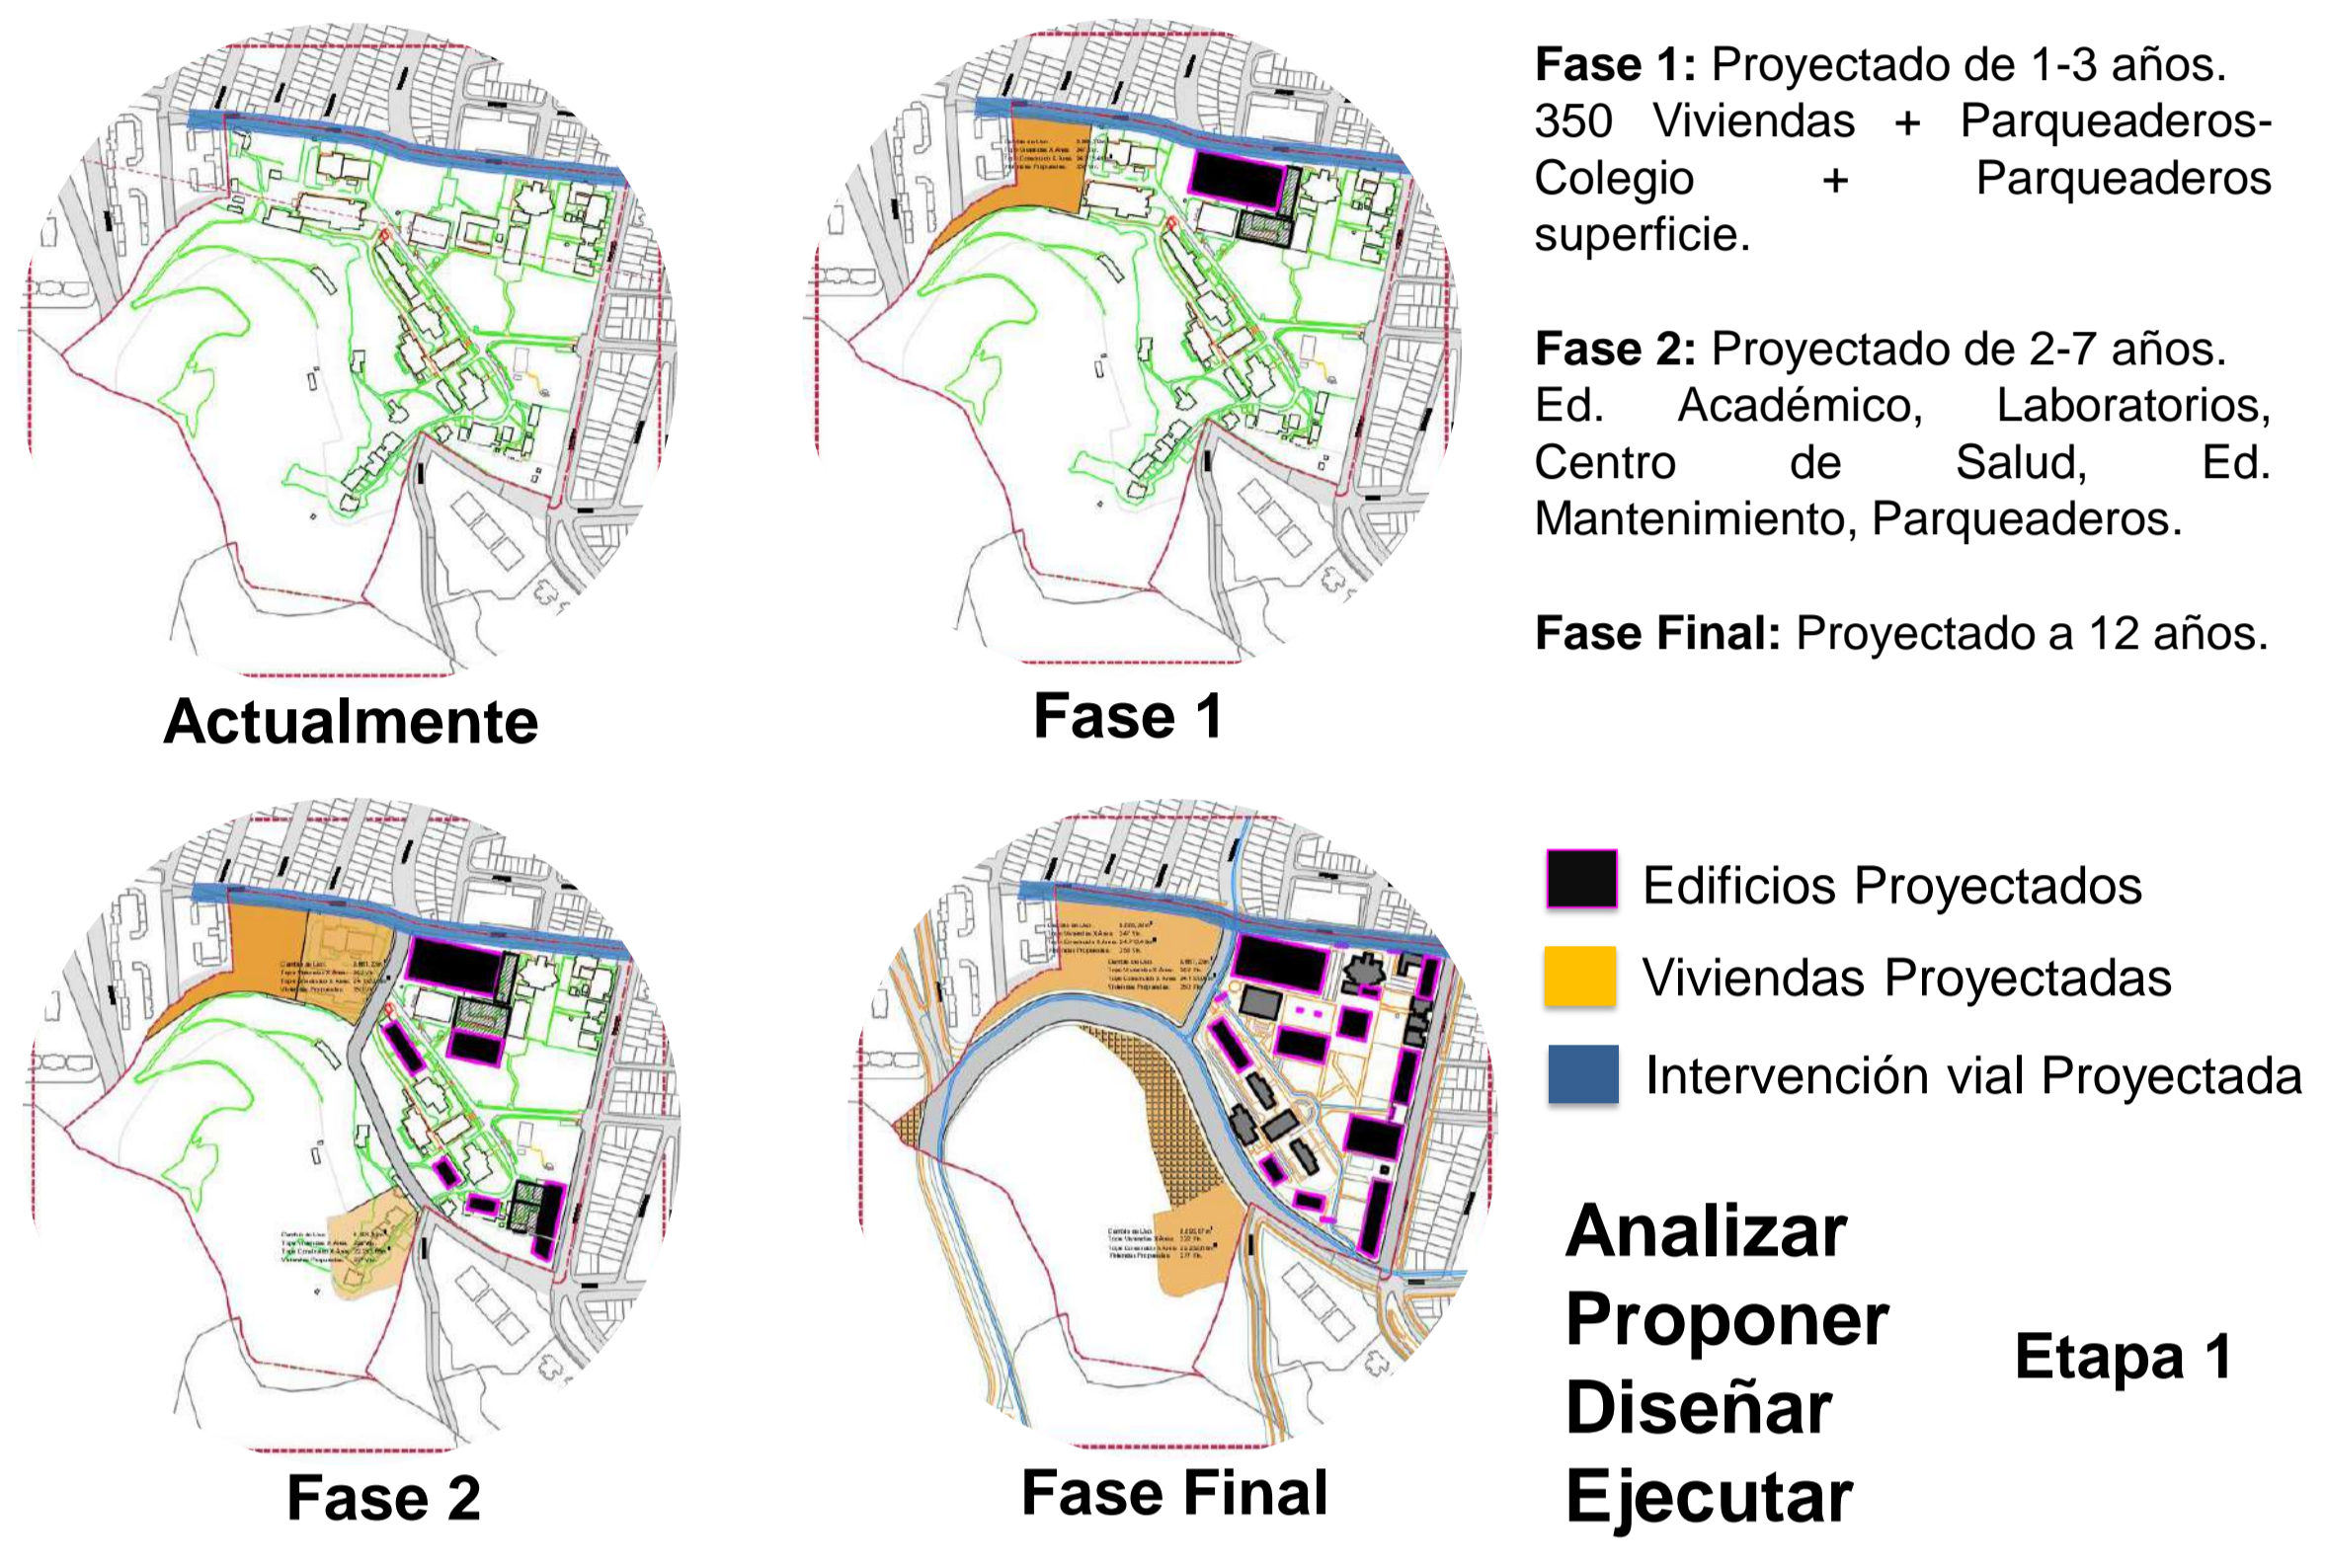 Fase 1: Proyectado de 1-3 años.
350 Viviendas + Parqueaderos-
Colegio + Parqueaderos
superficie.
Fase 2: Proyectado de 2-7 años.
Ed. Académico, Laboratorios,
Centro de Salud, Ed.
Mantenimiento, Parqueaderos.
Fase Final: Proyectado a 12 años.
Actualmente
Fase 1
Edificios Proyectados
Viviendas Proyectadas
Intervención vial Proyectada
Analizar
Proponer
Diseñar
Ejecutar
Etapa 1
Fase 2
Fase Final